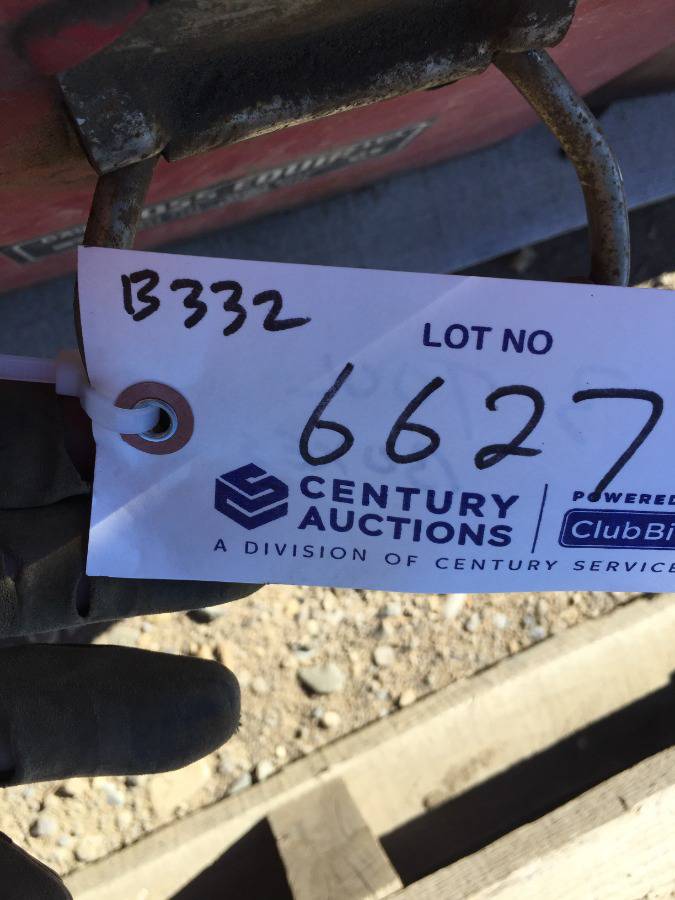 B332
LOT NO
6627
CENTURY
AUCTIONS
POWERED
ClubBi
A DIVISION OF CENTURY SERVICE